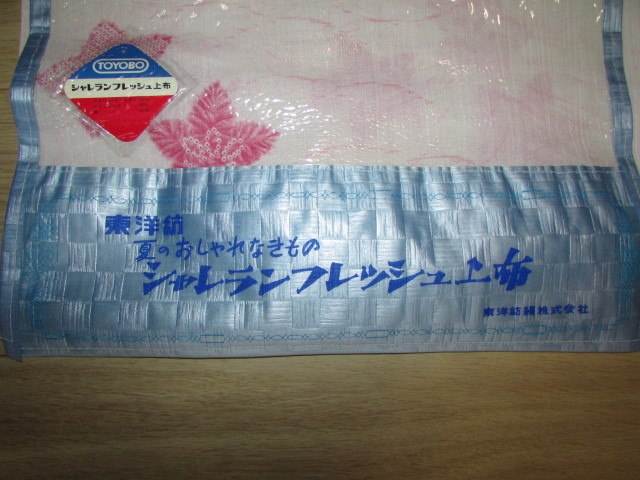 TOYOBO
シャレランフレッシュ上布
東洋紡
夏のおしゃれなきもの
シャレランフレッシュ上布
東洋紡績株式会社